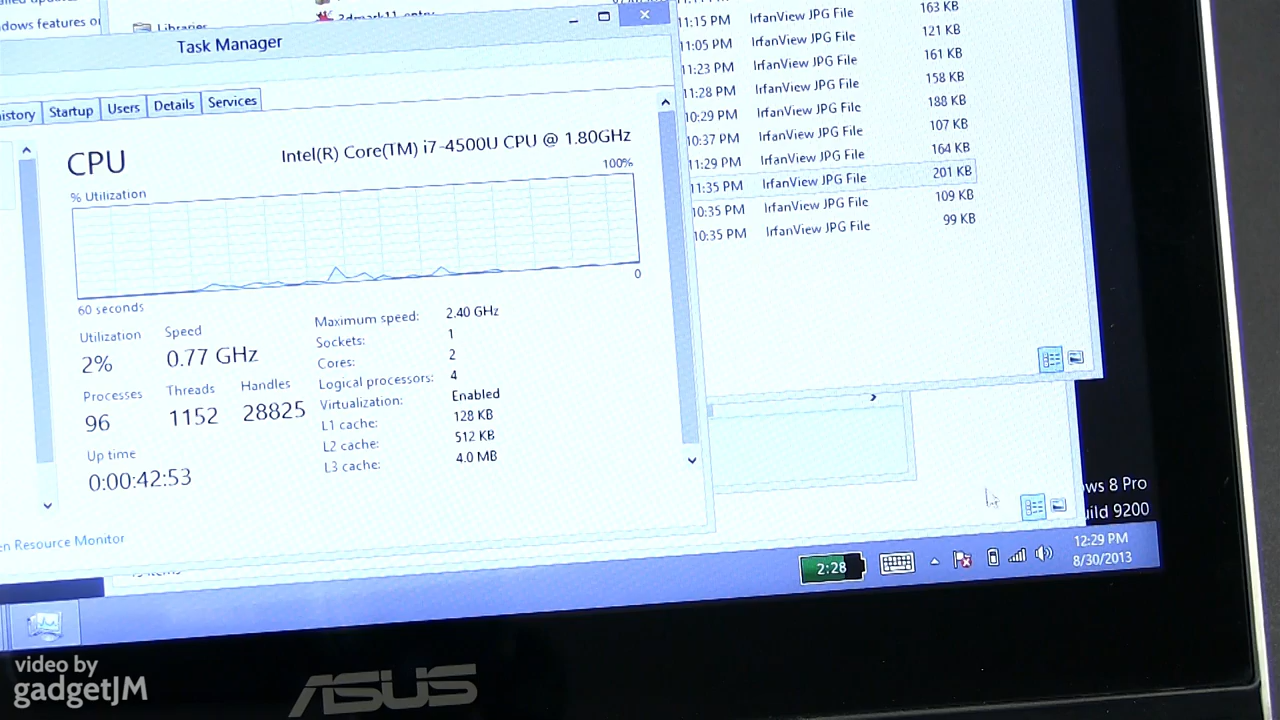 ndows features or
Libraries
3dmark11_entry
Task Manager
history
Startup
Users
Details
Services
CPU
Intel(R) Core(TM) i7-4500U CPU @ 1.80GHz
% Utilization
100%
60 seconds
0
Utilization
Speed
2%
0.77 GHz
Processes
Threads
Handles
96
1152
28825
Up time
0:00:42:53
Maximum speed: 2.40 GHz
Sockets: 1
Cores: 2
Logical processors: 4
Virtualization: Enabled
L1 cache: 128 KB
L2 cache: 512 KB
L3 cache: 4.0 MB
en Resource Monitor
163 KB
11:15 PM IrfanView JPG File 121 KB
11:05 PM IrfanView JPG File 161 KB
11:23 PM IrfanView JPG File 158 KB
11:28 PM IrfanView JPG File 188 KB
10:29 PM IrfanView JPG File 107 KB
10:37 PM IrfanView JPG File 164 KB
11:29 PM IrfanView JPG File 201 KB
11:35 PM IrfanView JPG File 109 KB
10:35 PM IrfanView JPG File 99 KB
10:35 PM IrfanView JPG File
ows 8 Pro
uild 9200
2:28
12:29 PM
8/30/2013
ASUS
video by
gadgetJM